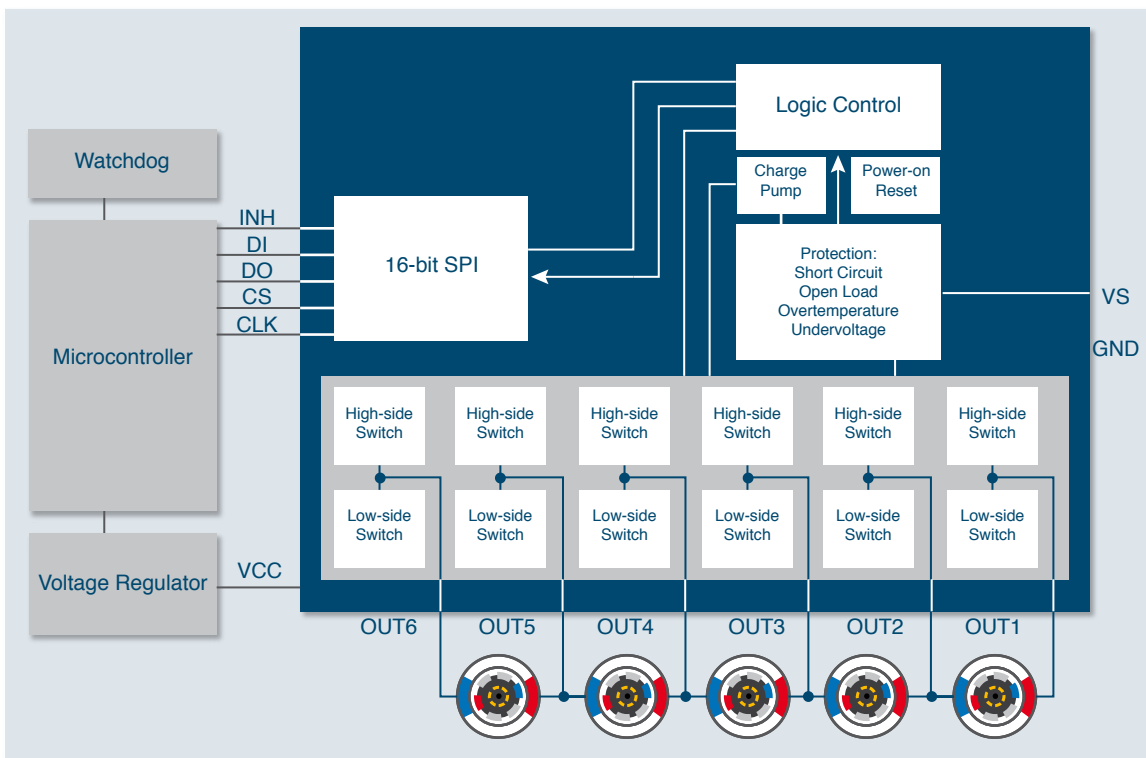 Logic Control
Watchdog
Charge
Pump
Power-on
Reset
INH
DI
DO
CS
CLK
16-bit SPI
Protection:
Short Circuit
Open Load
Overtemperature
Undervoltage
VS
GND
Microcontroller
High-side
Switch
High-side
Switch
High-side
Switch
High-side
Switch
High-side
Switch
High-side
Switch
Low-side
Switch
Low-side
Switch
Low-side
Switch
Low-side
Switch
Low-side
Switch
Low-side
Switch
Voltage Regulator
VCC
OUT6
OUT5
OUT4
OUT3
OUT2
OUT1